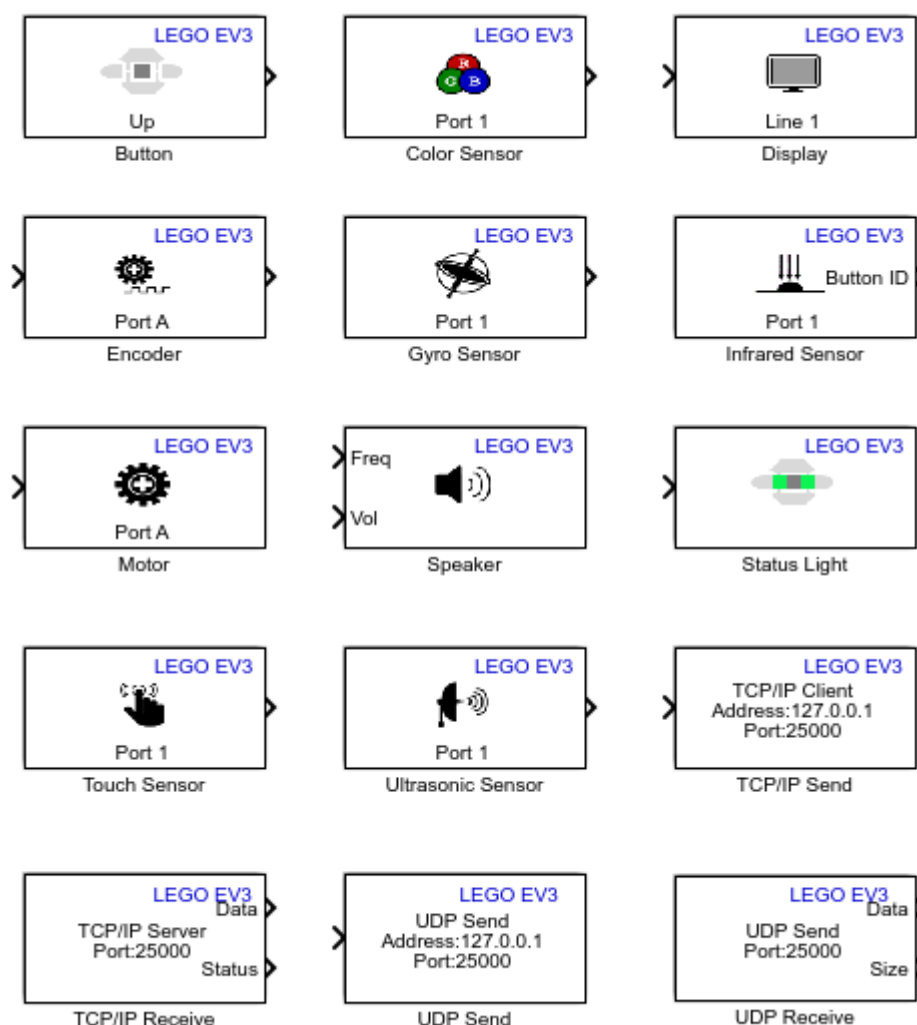 LEGO EV3
Up
Button
LEGO EV3
R
G B
Port 1
Color Sensor
LEGO EV3
Line 1
Display
LEGO EV3
Port A
Encoder
LEGO EV3
Port 1
Gyro Sensor
LEGO EV3
Button ID
Port 1
Infrared Sensor
LEGO EV3
Port A
Motor
LEGO EV3
Freq
Vol
Speaker
LEGO EV3
Status Light
LEGO EV3
Port 1
Touch Sensor
LEGO EV3
Port 1
Ultrasonic Sensor
LEGO EV3
TCP/IP Client
Address:127.0.0.1
Port:25000
TCP/IP Send
LEGO EV3
Data
TCP/IP Server
Port:25000
Status
TCP/IP Receive
LEGO EV3
UDP Send
Address:127.0.0.1
Port:25000
UDP Send
LEGO EV3
Data
UDP Send
Port:25000
Size
UDP Receive